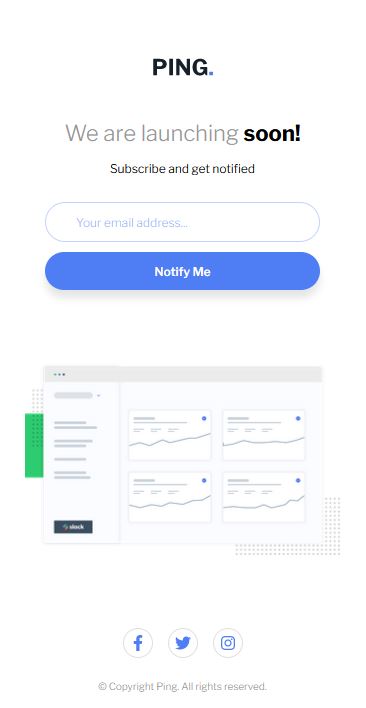 PING.
We are launching soon!
Subscribe and get notified
Your email address...
Notify Me
slack
© Copyright Ping. All rights reserved.